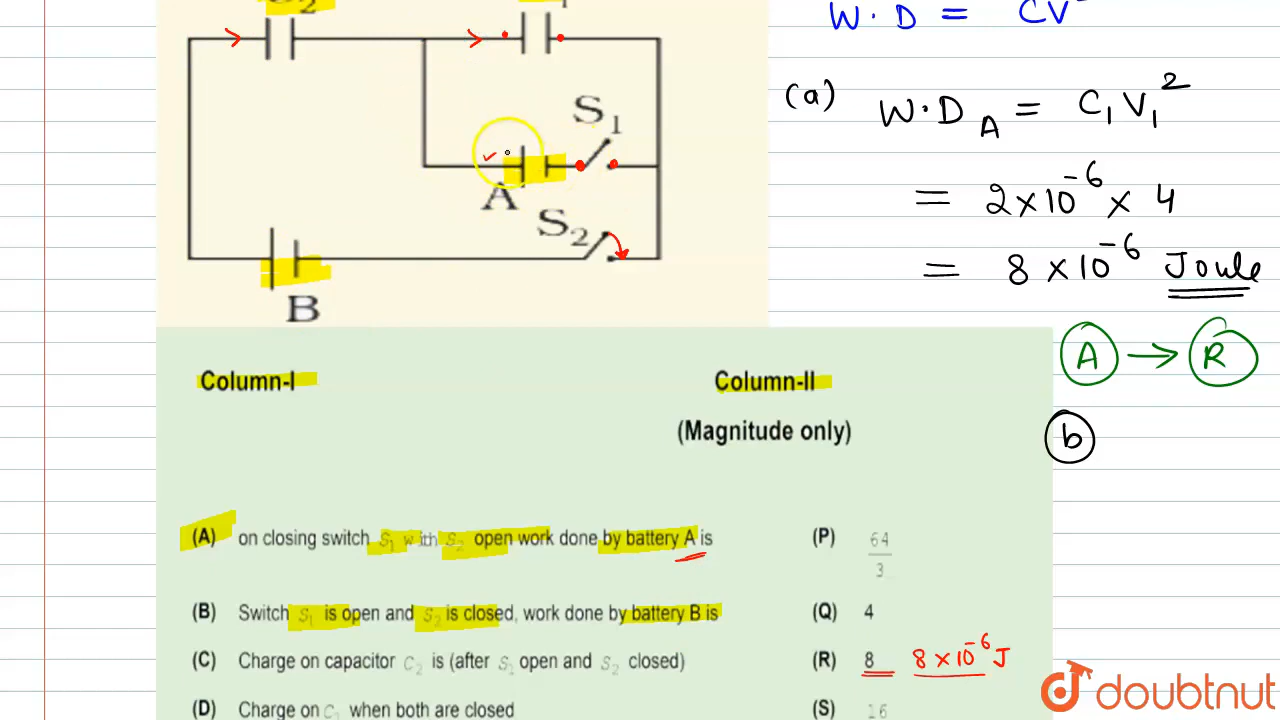 C2
1
W.D = CV
S1
A
S2
B
(a) W.D_A = C₁V₁²
= 2×10⁻⁶ × 4
= 8×10⁻⁶ Joule
A → R
b
Column-I Column-II
(Magnitude only)
(A) on closing switch S₁ with S₂ open work done by battery A is (P) 64/3
(B) Switch S₁ is open and S₂ is closed, work done by battery B is (Q) 4
(C) Charge on capacitor C₂ is (after S₁ open and S₂ closed) (R) 8 8×10⁻⁶ J
(D) Charge on C₁ when both are closed (S) 16
doubtnut